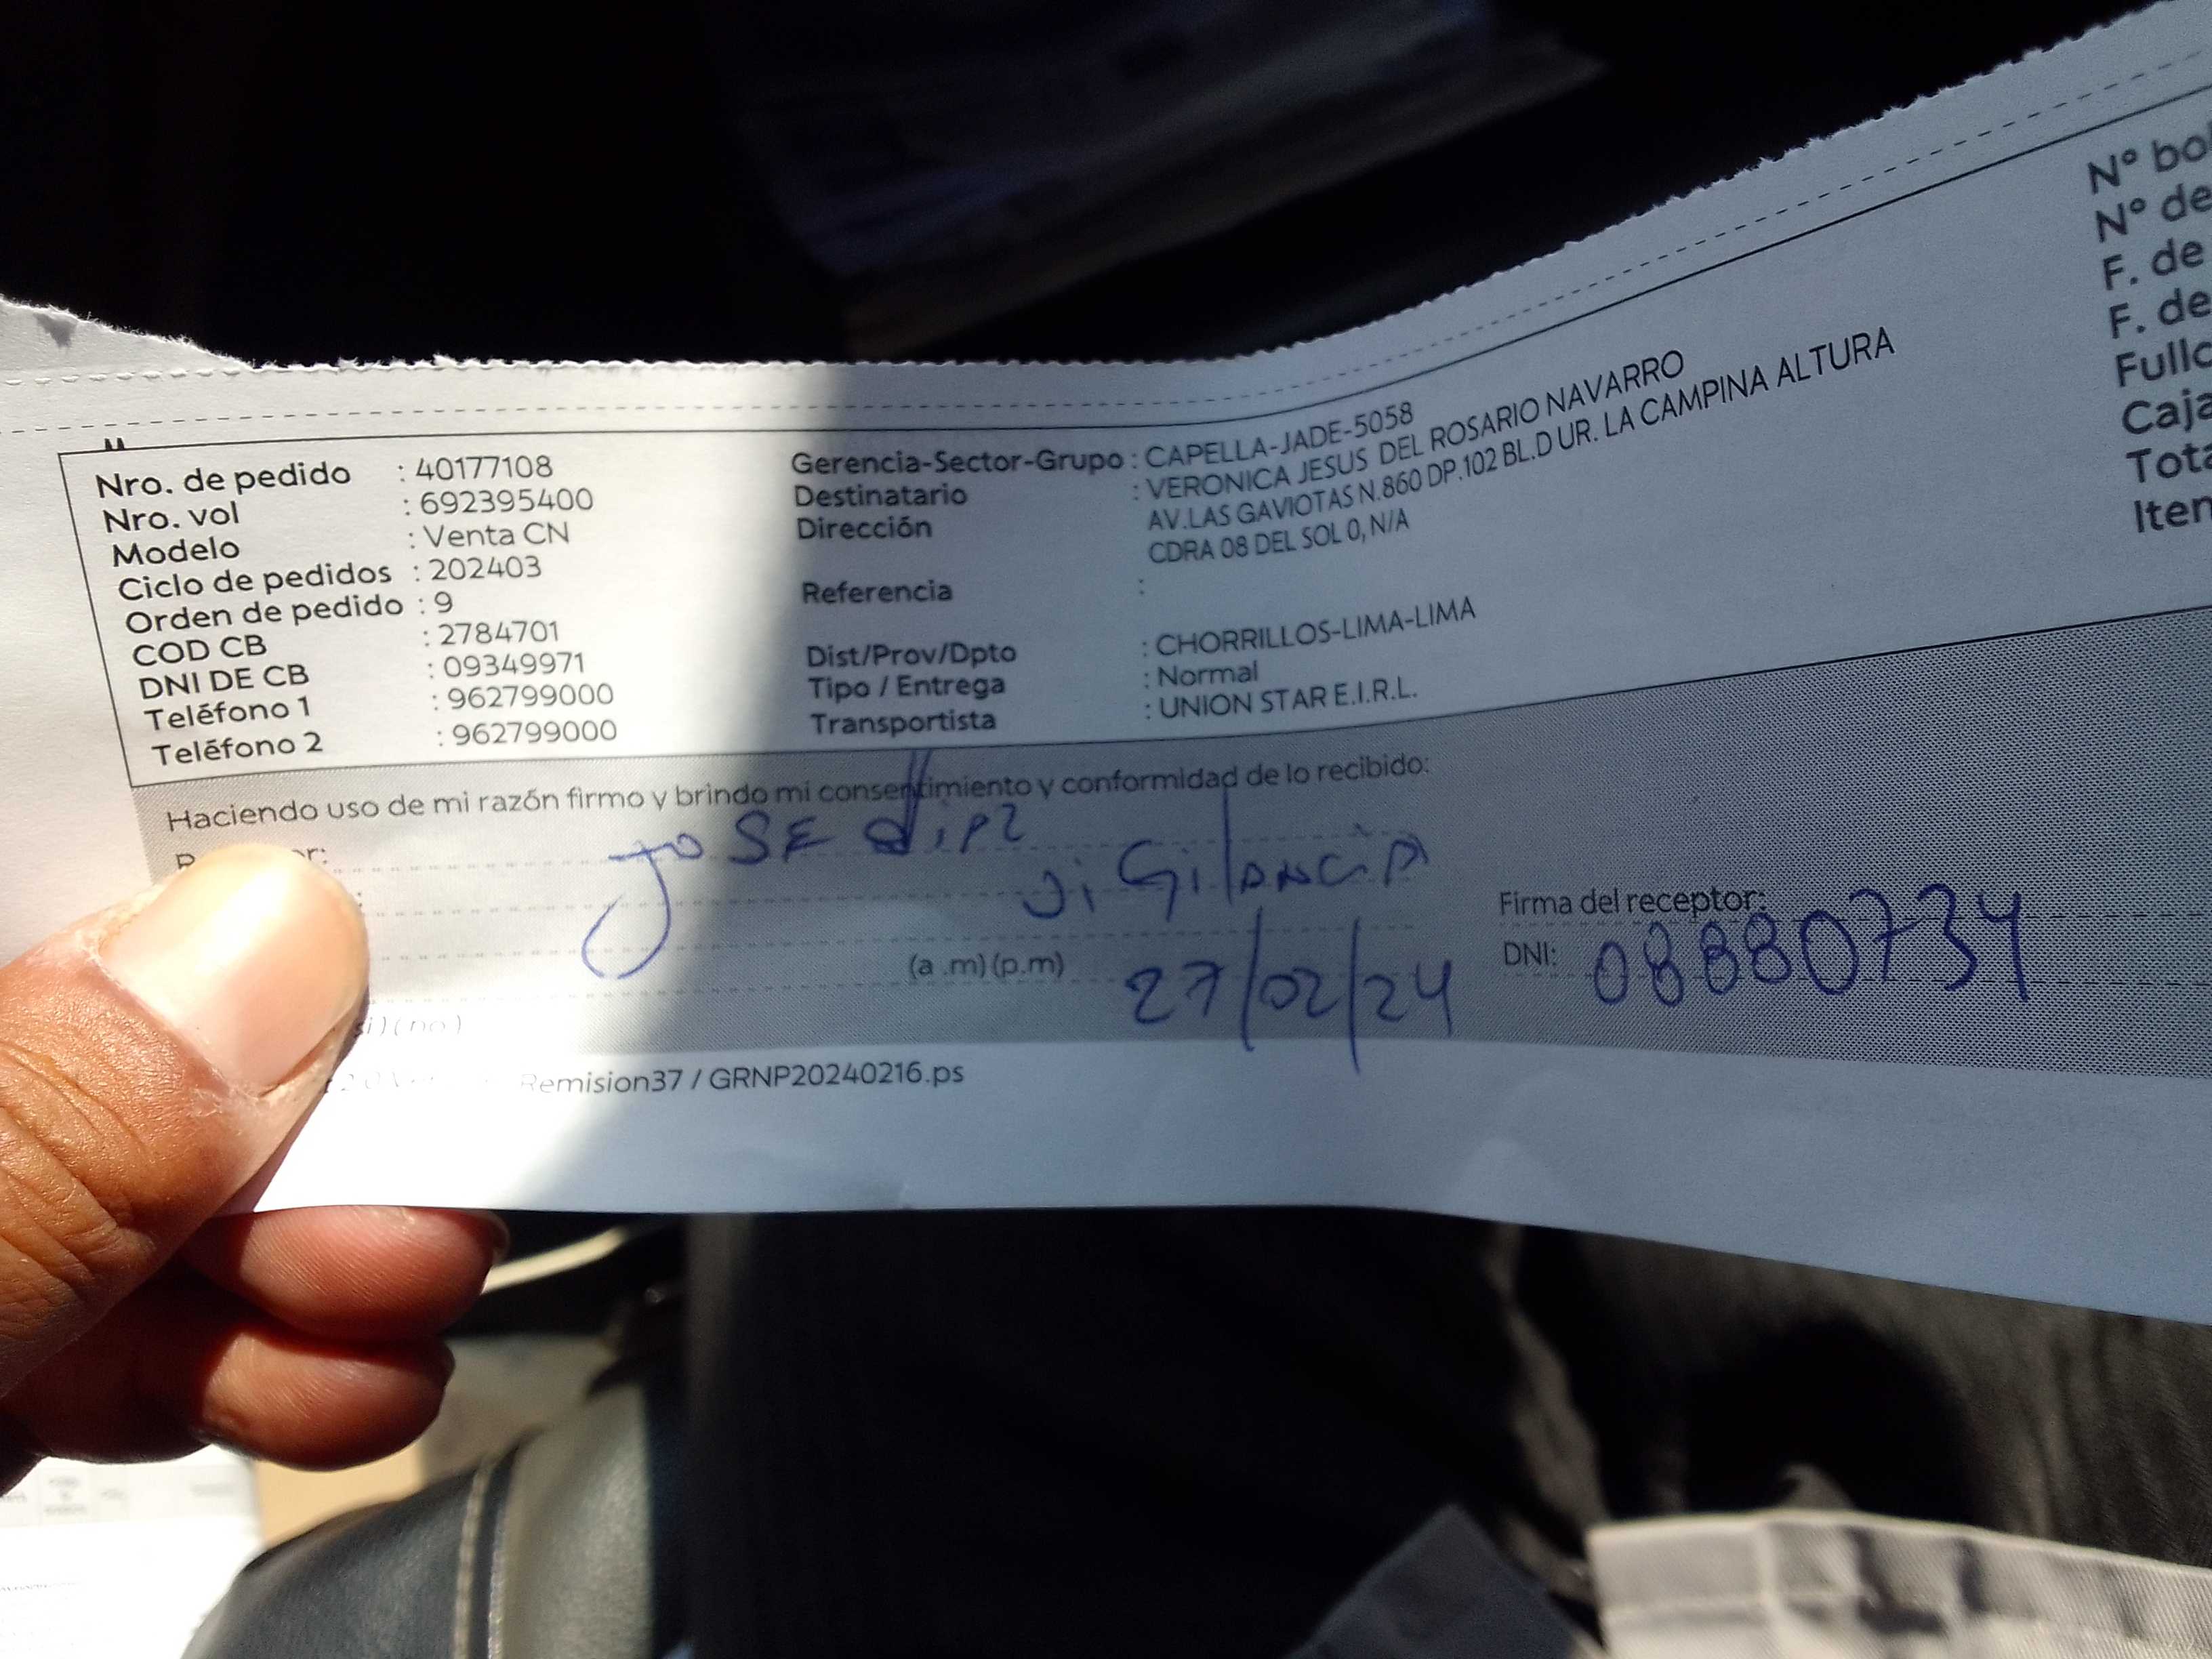 Nro. de pedido : 40177108
Nro. vol : 692395400
Modelo : Venta CN
Ciclo de pedidos : 202403
Orden de pedido : 9
COD CB : 2784701
DNI DE CB : 09349971
Teléfono 1 : 962799000
Teléfono 2 : 962799000
Gerencia-Sector-Grupo : CAPELLA-JADE-5058
Destinatario : VERONICA JESUS DEL ROSARIO NAVARRO
Dirección AV.LAS GAVIOTAS N.860 DP.102 BL.D UR. LA CAMPINA ALTURA
CDRA 08 DEL SOL 0, N/A
Referencia :
Dist/Prov/Dpto : CHORRILLOS-LIMA-LIMA
Tipo / Entrega : Normal
Transportista : UNION STAR E.I.R.L.
N° bol
N° de
F. de
F. de
Fullc
Caja
Tota
Iten
Haciendo uso de mi razón firmo y brindo mi consentimiento y conformidad de lo recibido:
JOSE
ViGilANCiA
Firma del receptor:
(a .m) (p.m) 27/02/24
DNI: 08880734
si ) ( no )
Remision37 / GRNP20240216.ps